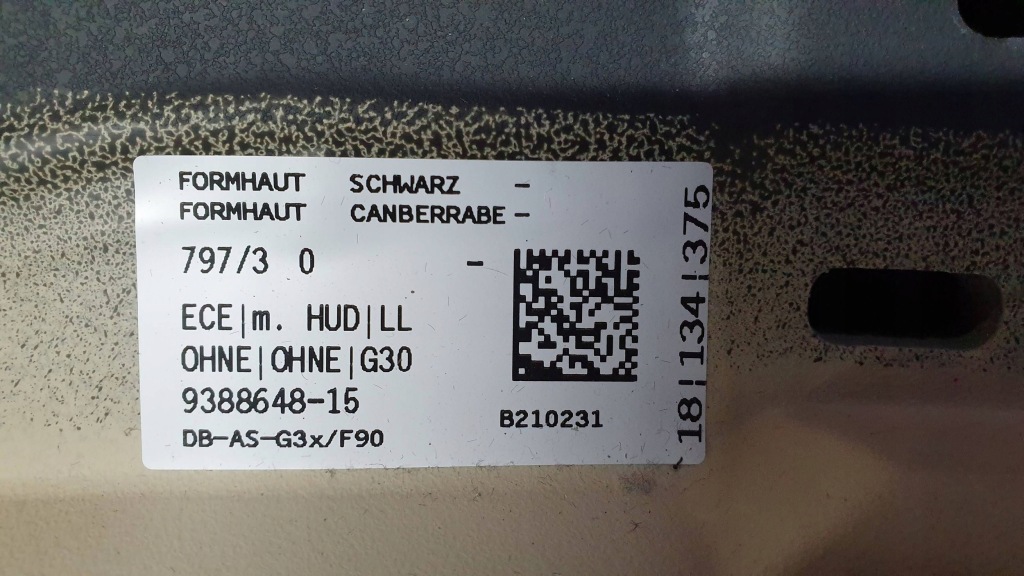 FORMHAUT SCHWARZ -
FORMHAUT CANBERRABE -
797/3 0 -
ECE|m. HUD|LL
OHNE|OHNE|G30
9388648-15
DB-AS-G3x/F90
B210231
18|134|375